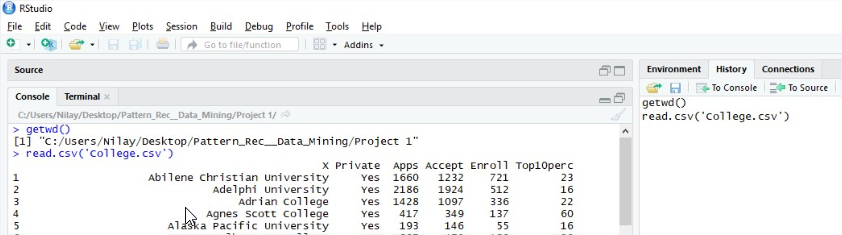 RStudio
File Edit Code View Plots Session Build Debug Profile Tools Help
Go to file/function Addins
Source
Console Terminal
C:/Users/Nilay/Desktop/Pattern_Rec__Data_Mining/Project 1/
> getwd()
[1] "C:/Users/Nilay/Desktop/Pattern_Rec__Data_Mining/Project 1"
> read.csv('College.csv')
X Private Apps Accept Enroll Top10perc
1 Abilene Christian University Yes 1660 1232 721 23
2 Adelphi University Yes 2186 1924 512 16
3 Adrian College Yes 1428 1097 336 22
4 Agnes Scott College Yes 417 349 137 60
5 Alaska Pacific University Yes 193 146 55 16
Environment History Connections
To Console To Source
getwd()
read.csv('College.csv')